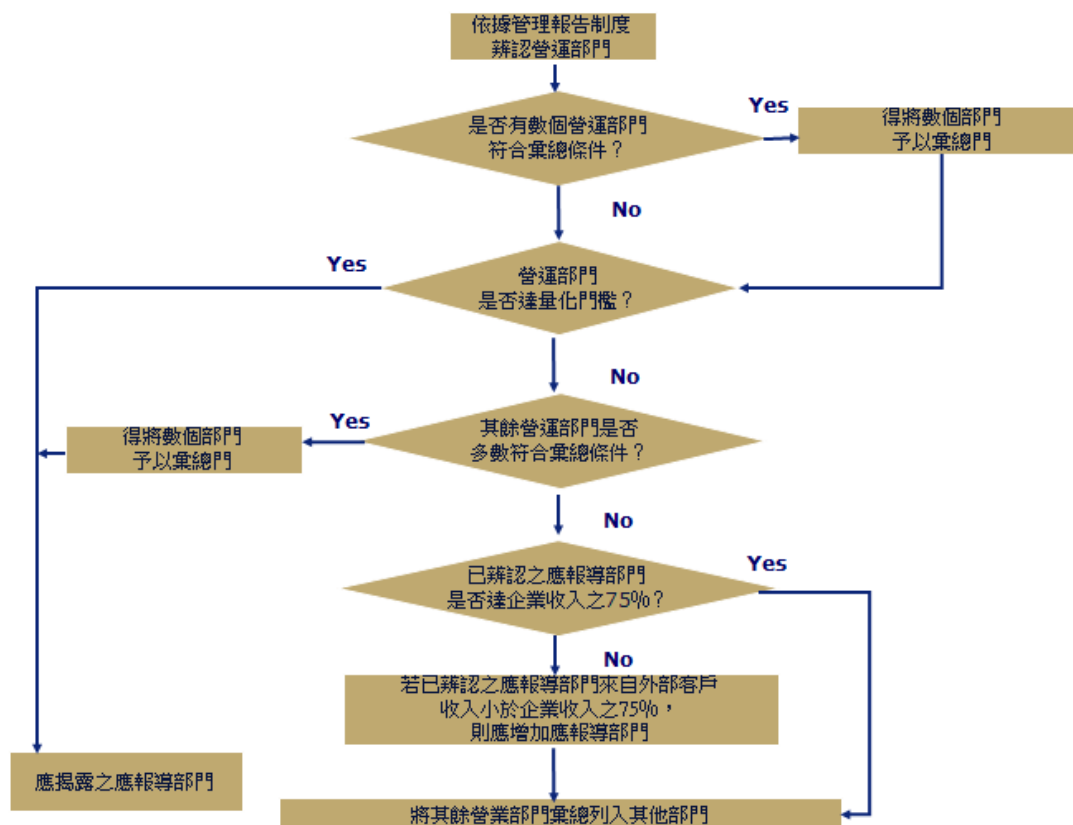 依據管理報告制度
辨認營運部門
是否有數個營運部門
符合彙總條件？
Yes
得將數個部門
予以彙總門
No
Yes
營運部門
是否達量化門檻？
No
Yes
得將數個部門
予以彙總門
其餘營運部門是否
多數符合彙總條件？
No
已辨認之應報導部門
是否達企業收入之75%？
Yes
No
若已辨認之應報導部門來自外部客戶
收入小於企業收入之75%，
則應增加應報導部門
應揭露之應報導部門
將其餘營業部門彙總列入其他部門